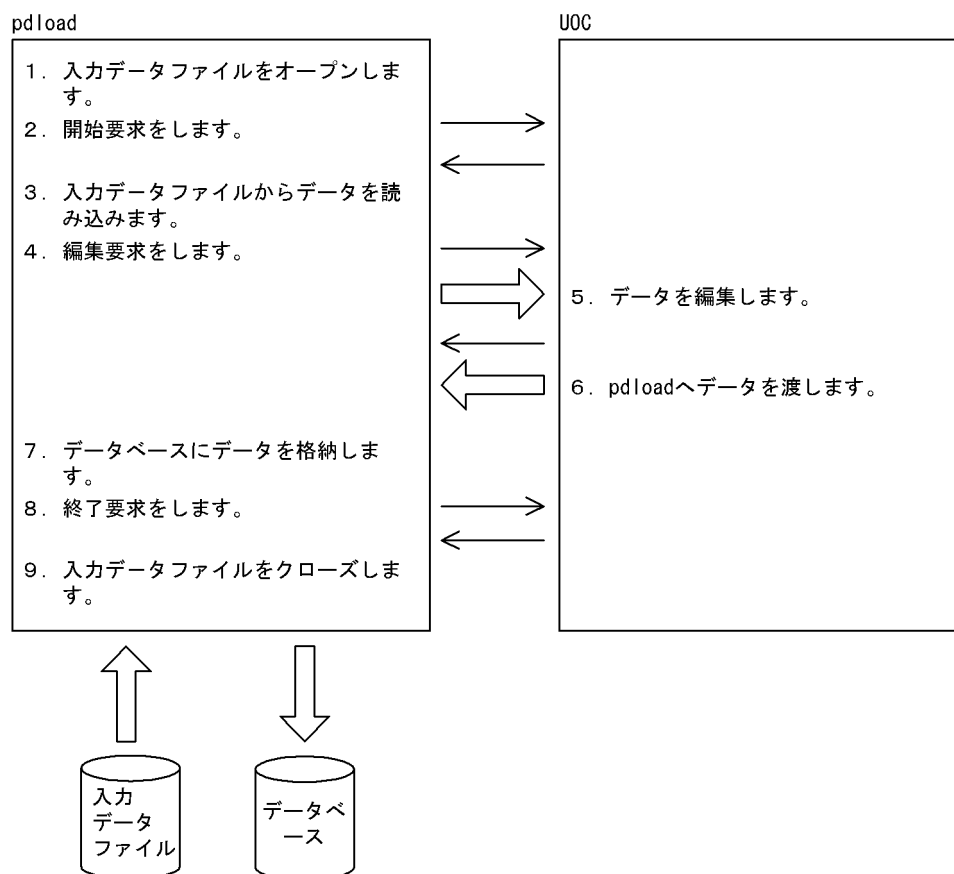 pdload
UOC
1. 入力データファイルをオープンしま
す。
2. 開始要求をします。
3. 入力データファイルからデータを読
み込みます。
4. 編集要求をします。
5. データを編集します。
6. pdloadへデータを渡します。
7. データベースにデータを格納しま
す。
8. 終了要求をします。
9. 入力データファイルをクローズしま
す。
入力
データ
ファイル
データベ
ース